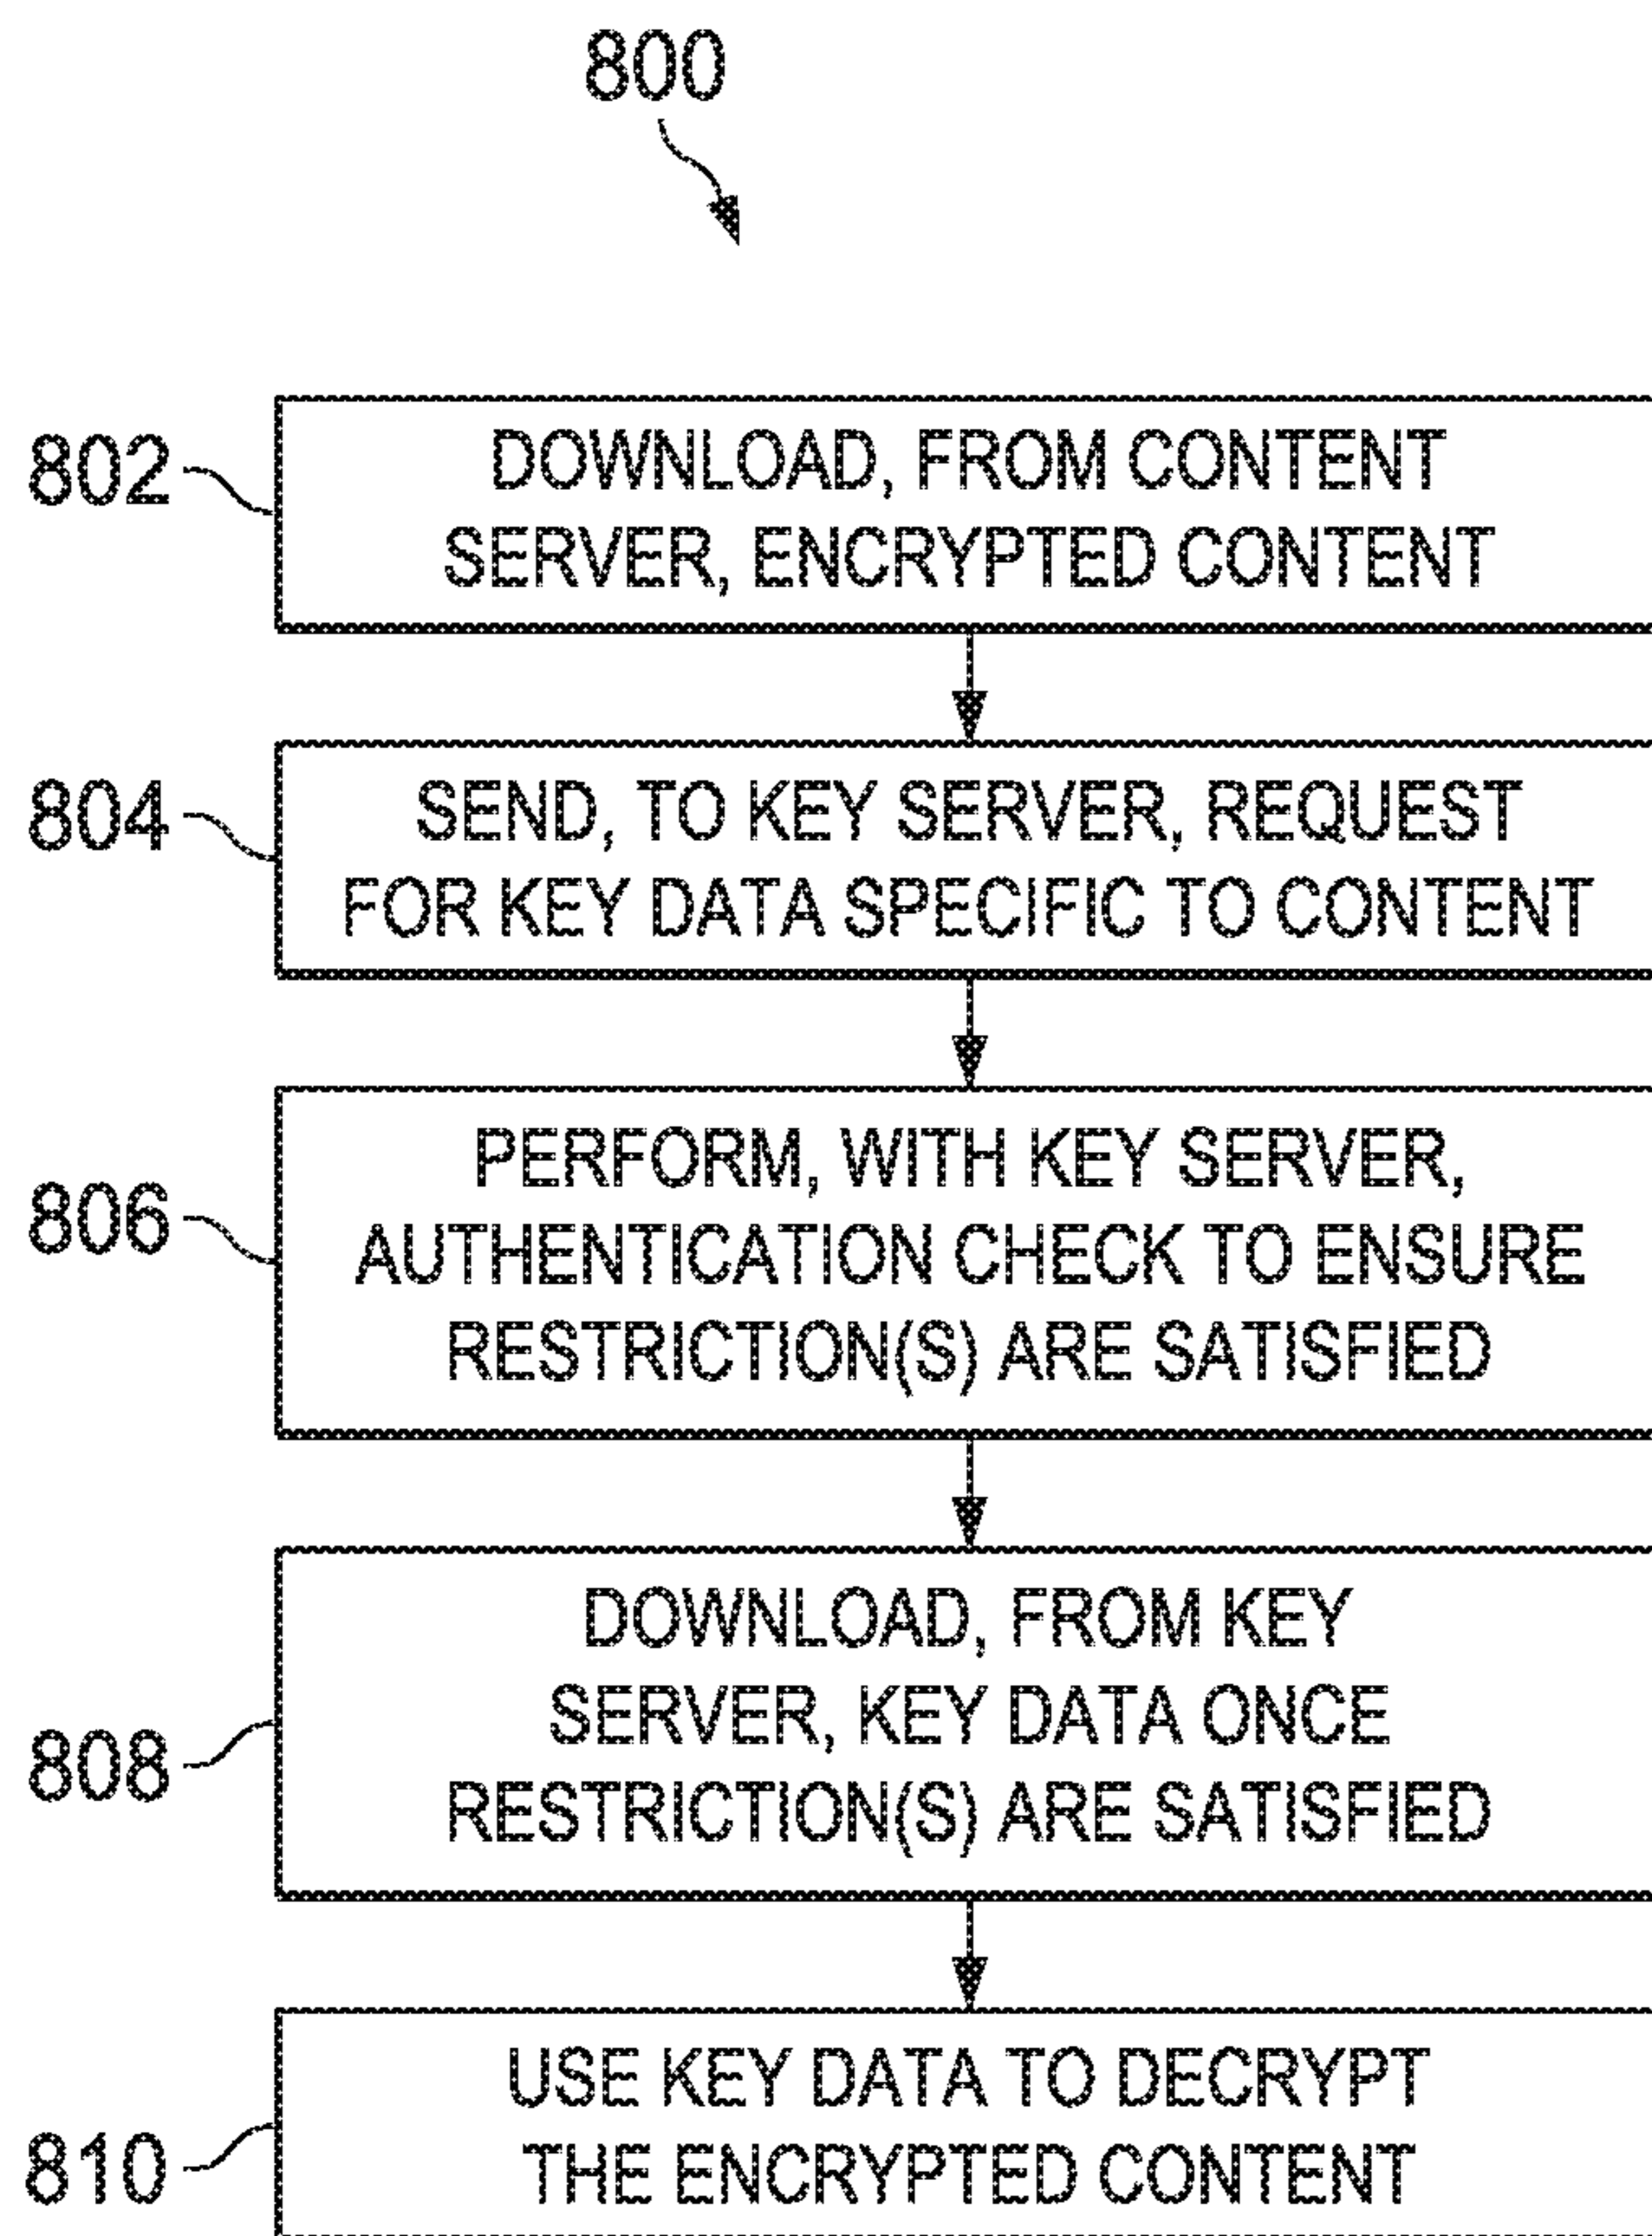 800
802
DOWNLOAD, FROM CONTENT
SERVER, ENCRYPTED CONTENT
804
SEND, TO KEY SERVER, REQUEST
FOR KEY DATA SPECIFIC TO CONTENT
806
PERFORM, WITH KEY SERVER,
AUTHENTICATION CHECK TO ENSURE
RESTRICTION(S) ARE SATISFIED
808
DOWNLOAD, FROM KEY
SERVER, KEY DATA ONCE
RESTRICTION(S) ARE SATISFIED
810
USE KEY DATA TO DECRYPT
THE ENCRYPTED CONTENT